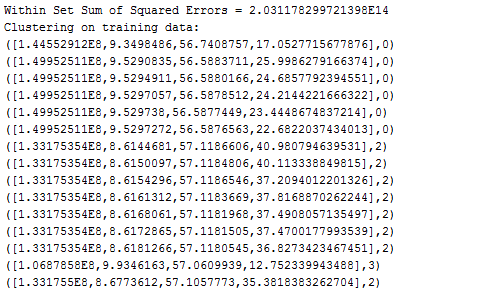 Within Set Sum of Squared Errors = 2.031178299721398E14
Clustering on training data:
([1.44552912E8,9.3498486,56.7408757,17.0527715677876],0)
([1.49952511E8,9.5290835,56.5883711,25.9986279166374],0)
([1.49952511E8,9.5294911,56.5880166,24.6857792394551],0)
([1.49952511E8,9.5297057,56.5878512,24.2144221666322],0)
([1.49952511E8,9.529738,56.5877449,23.4448674837214],0)
([1.49952511E8,9.5297272,56.5876563,22.6822037434013],0)
([1.33175354E8,8.6144681,57.1186606,40.980794639531],2)
([1.33175354E8,8.6150097,57.1184806,40.113338849815],2)
([1.33175354E8,8.6154296,57.1186546,37.2094012201326],2)
([1.33175354E8,8.6161312,57.1183669,37.8168870262244],2)
([1.33175354E8,8.6168061,57.1181968,37.4908057135497],2)
([1.33175354E8,8.6172865,57.1181505,37.4700177993539],2)
([1.33175354E8,8.6181266,57.1180545,36.8273423467451],2)
([1.0687858E8,9.9346163,57.0609939,12.752339943488],3)
([1.331755E8,8.6773612,57.1057773,35.3818383262704],2)